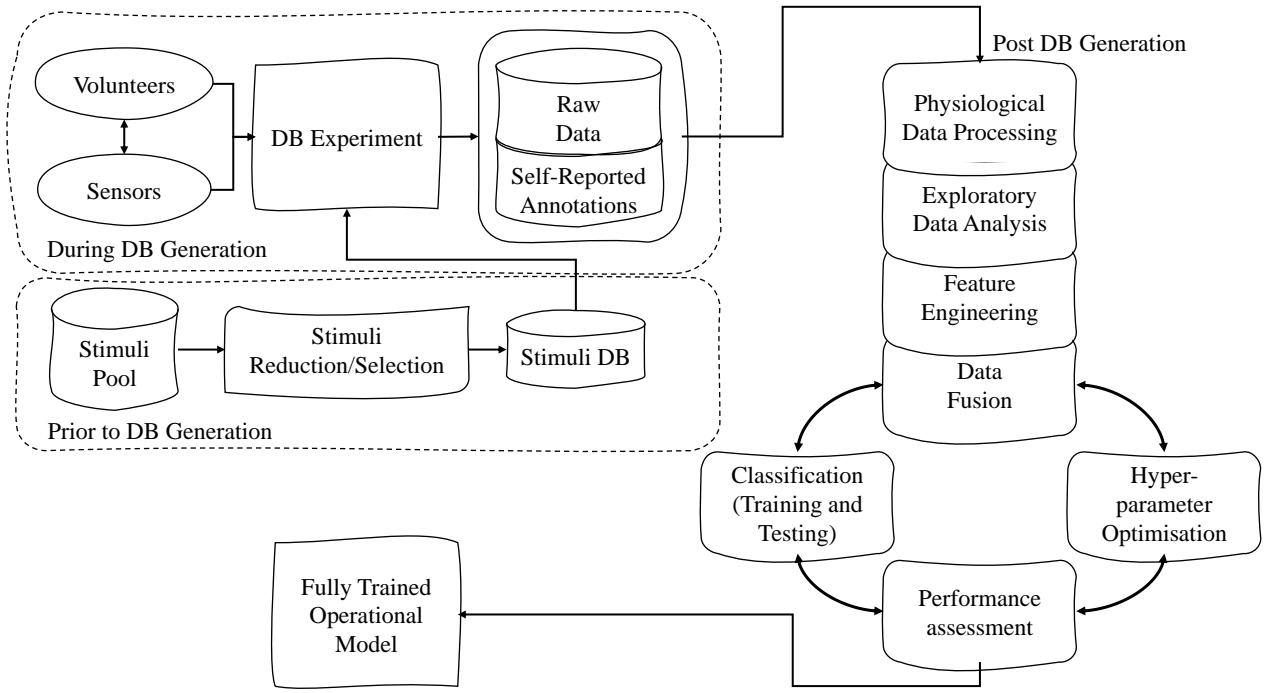 Volunteers
Sensors
DB Experiment
Raw
Data
Self-Reported
Annotations
During DB Generation
Stimuli
Pool
Stimuli
Reduction/Selection
Stimuli DB
Prior to DB Generation
Post DB Generation
Physiological
Data Processing
Exploratory
Data Analysis
Feature
Engineering
Data
Fusion
Classification
(Training and
Testing)
Hyper-
parameter
Optimisation
Performance
assessment
Fully Trained
Operational
Model